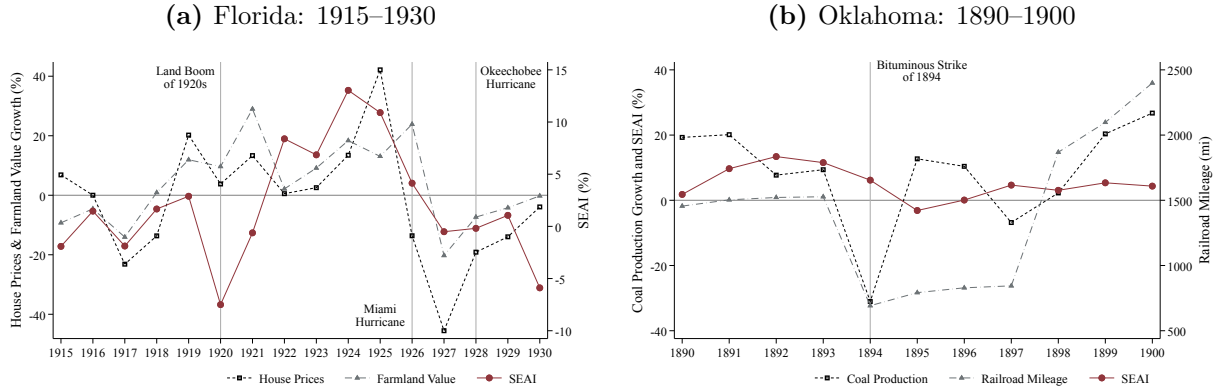 (a) Florida: 1915–1930
House Prices & Farmland Value Growth (%)
40
20
0
-20
-40
Land Boom
of 1920s
Miami
Hurricane
Okeechobee
Hurricane
15
10
5
0
-5
-10
SEAI (%)
1915 1916 1917 1918 1919 1920 1921 1922 1923 1924 1925 1926 1927 1928 1929 1930
House Prices Farmland Value SEAI
(b) Oklahoma: 1890–1900
Coal Production Growth and SEAI (%)
40
20
0
-20
-40
Bituminous Strike
of 1894
2500
2000
1500
1000
500
Railroad Mileage (mi)
1890 1891 1892 1893 1894 1895 1896 1897 1898 1899 1900
Coal Production Railroad Mileage SEAI